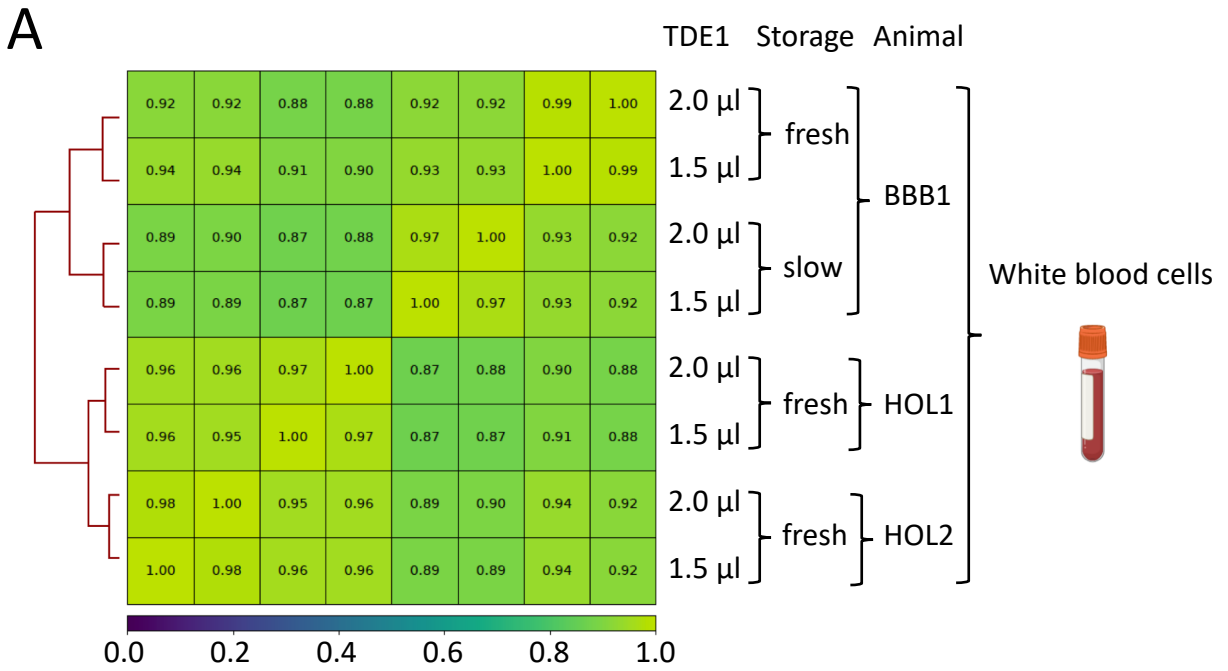 A
TDE1 Storage Animal
0.92 0.92 0.88 0.88 0.92 0.92 0.99 1.00 2.0 µl
fresh
0.94 0.94 0.91 0.90 0.93 0.93 1.00 0.99 1.5 µl
BBB1
0.89 0.90 0.87 0.88 0.97 1.00 0.93 0.92 2.0 µl
slow
White blood cells
0.89 0.89 0.87 0.87 1.00 0.97 0.93 0.92 1.5 µl
0.96 0.96 0.97 1.00 0.87 0.88 0.90 0.88 2.0 µl
fresh HOL1
0.96 0.95 1.00 0.97 0.87 0.87 0.91 0.88 1.5 µl
0.98 1.00 0.95 0.96 0.89 0.90 0.94 0.92 2.0 µl
fresh HOL2
1.00 0.98 0.96 0.96 0.89 0.89 0.94 0.92 1.5 µl
0.0 0.2 0.4 0.6 0.8 1.0